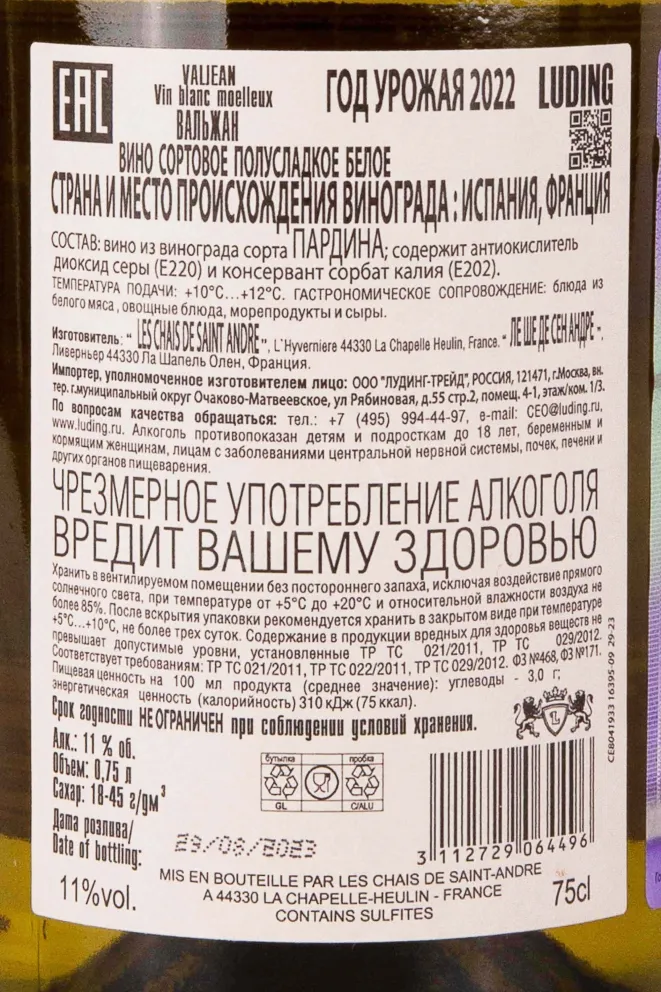 EAC
VALJEAN
Vin blanc moelleux
ВАЛЬЖАН
ГОД УРОЖАЯ 2022
LUDING
ВИНО СОРТОВОЕ ПОЛУСЛАДКОЕ БЕЛОЕ
СТРАНА И МЕСТО ПРОИСХОЖДЕНИЯ ВИНОГРАДА : ИСПАНИЯ, ФРАНЦИЯ
СОСТАВ: вино из винограда сорта ПАРДИНА; содержит антиокислитель
диоксид серы (Е220) и консервант сорбат калия (Е202).
ТЕМПЕРАТУРА ПОДАЧИ: +10°С...+12°С. ГАСТРОНОМИЧЕСКОЕ СОПРОВОЖДЕНИЕ: блюда из
белого мяса , овощные блюда, морепродукты и сыры.
Изготовитель: " LES CHAIS DE SAINT ANDRE ", L`Hyverniere 44330 La Chapelle Heulin, France. " ЛЕ ШЕ ДЕ СЕН АНДРЕ ",
Ливерньер 44330 Ла Шапель Олен, Франция.
Импортер, уполномоченное изготовителем лицо: ООО "ЛУДИНГ-ТРЕЙД", РОССИЯ, 121471, г.Москва, вн.
тер. г.муниципальный округ Очаково-Матвеевское, ул Рябиновая, д.55 стр.2, помещ. 4-1, этаж/ком. 1/3.
По вопросам качества обращаться: тел.: +7 (495) 994-44-97, e-mail: CEO@luding.ru,
www.luding.ru. Алкоголь противопоказан детям и подросткам до 18 лет, беременным и
кормящим женщинам, лицам с заболеваниями центральной нервной системы, почек, печени и
других органов пищеварения.
ЧРЕЗМЕРНОЕ УПОТРЕБЛЕНИЕ АЛКОГОЛЯ
ВРЕДИТ ВАШЕМУ ЗДОРОВЬЮ
Хранить в вентилируемом помещении без постороннего запаха, исключая воздействие прямого
солнечного света, при температуре от +5°С до +20°С и относительной влажности воздуха не
более 85%. После вскрытия упаковки рекомендуется хранить в закрытом виде при температуре
+5°С...+10°С, не более трех суток. Содержание в продукции вредных для здоровья веществ не
превышает допустимые уровни, установленные ТР ТС 021/2011, ТР ТС 029/2012.
Соответствует требованиям: ТР ТС 021/2011, ТР ТС 022/2011, ТР ТС 029/2012. ФЗ №468, ФЗ №171.
Пищевая ценность на 100 мл продукта (среднее значение): углеводы - 3,0 г;
энергетическая ценность (калорийность) 310 кДж (75 ккал).
Срок годности НЕ ОГРАНИЧЕН при соблюдении условий хранения.
CEB041933 16395-09 29-23
L
Алк.: 11 % об.
Объем: 0,75 л
Сахар: 18-45 г/дм³
бутылка
пробка
GL
C/ALU
Дата розлива/
Date of bottling:
29/08/2023
3 112729 064496
11%vol.
MIS EN BOUTEILLE PAR LES CHAIS DE SAINT-ANDRE
A 44330 LA CHAPELLE-HEULIN - FRANCE
CONTAINS SULFITES
75cl